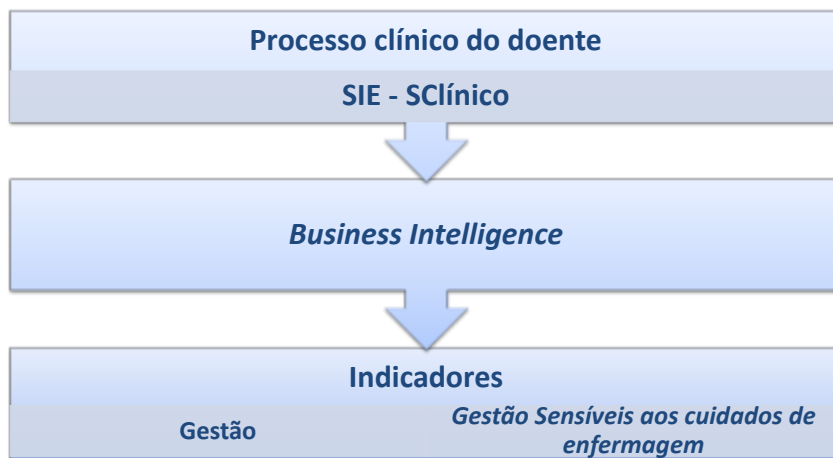 Processo clínico do doente
SIE - SClínico
Business Intelligence
Indicadores
Gestão
Gestão Sensíveis aos cuidados de
enfermagem